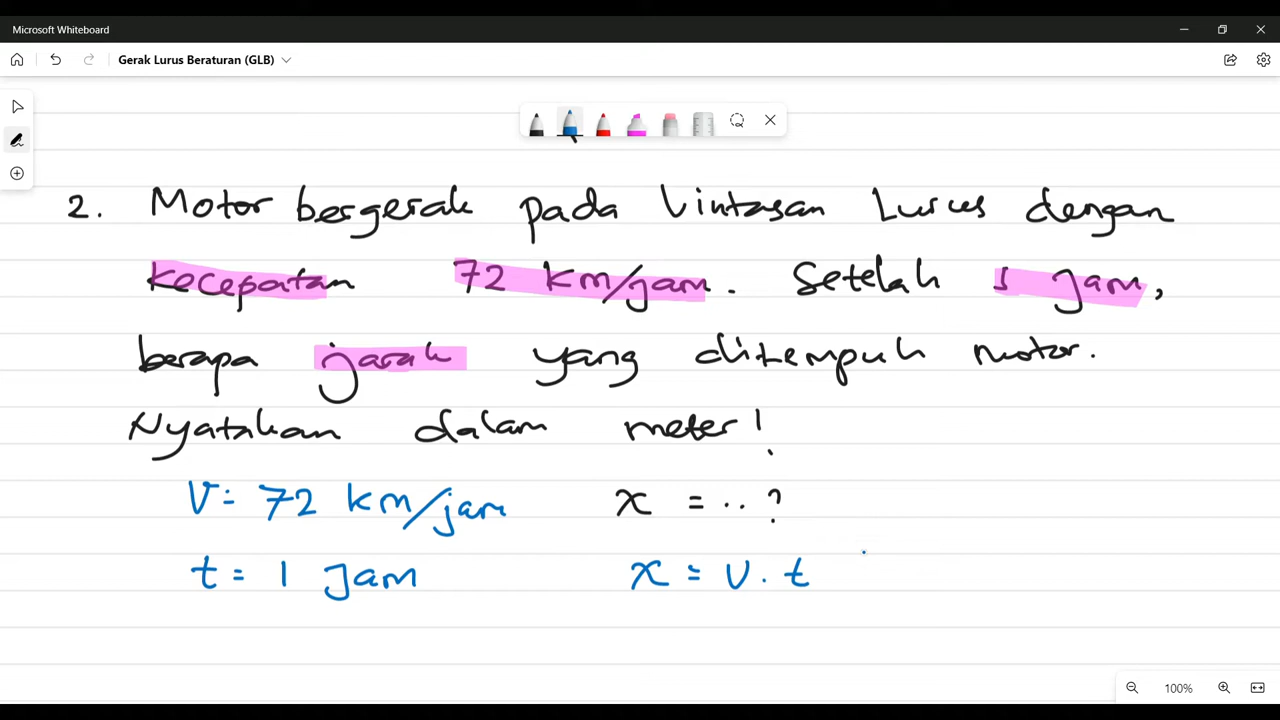 Microsoft Whiteboard
Gerak Lurus Beraturan (GLB)
2. Motor bergerak pada lintasan lurus dengan
kecepatan 72 km/jam. Setelah 1 jam,
berapa jarak yang ditempuh motor.
Nyatakan dalam meter!
V = 72 km/jam x = ..?
t = 1 jam x = v . t
100%